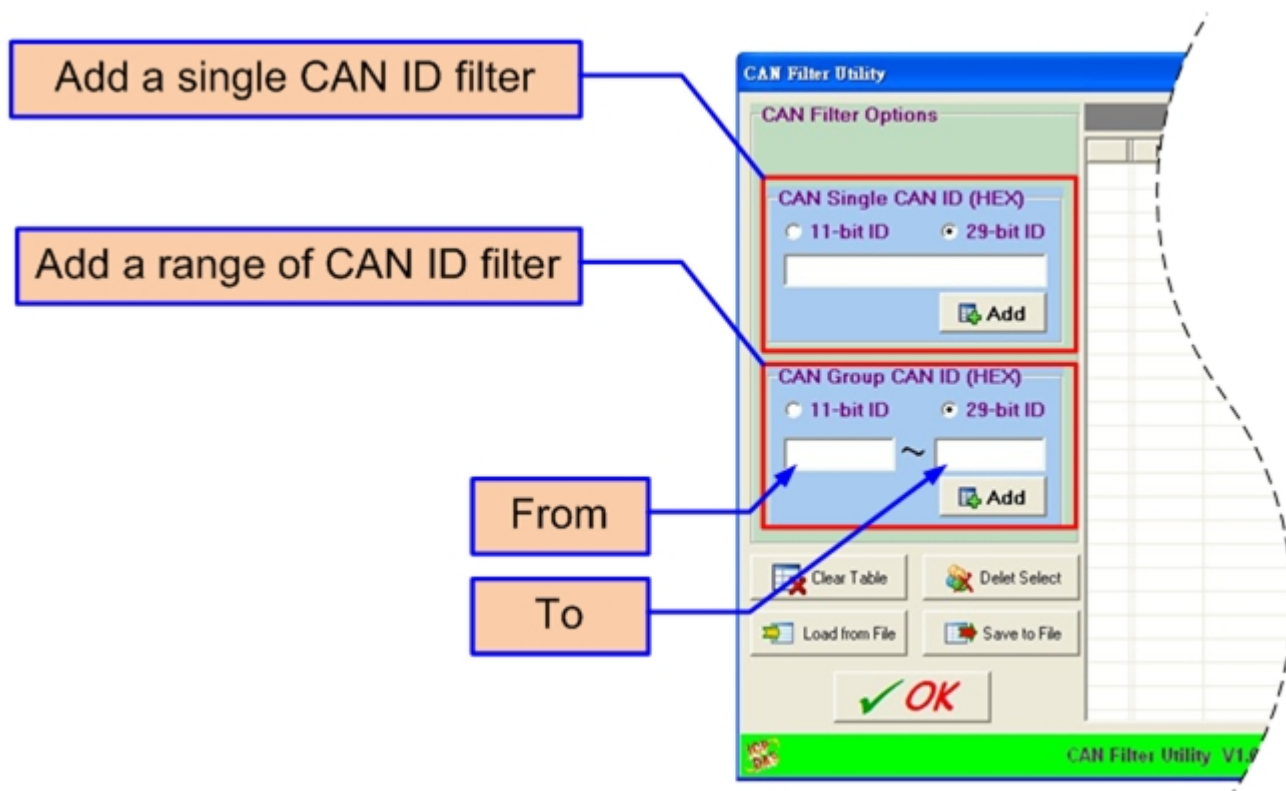 Add a single CAN ID filter
Add a range of CAN ID filter
From
To
CAN Filter Utility
CAN Filter Options
CAN Single CAN ID (HEX)
11-bit ID 29-bit ID
Add
CAN Group CAN ID (HEX)
11-bit ID 29-bit ID
~
Add
Clear Table Delet Select
Load from File Save to File
OK
ICP DAS
CAN Filter Utility